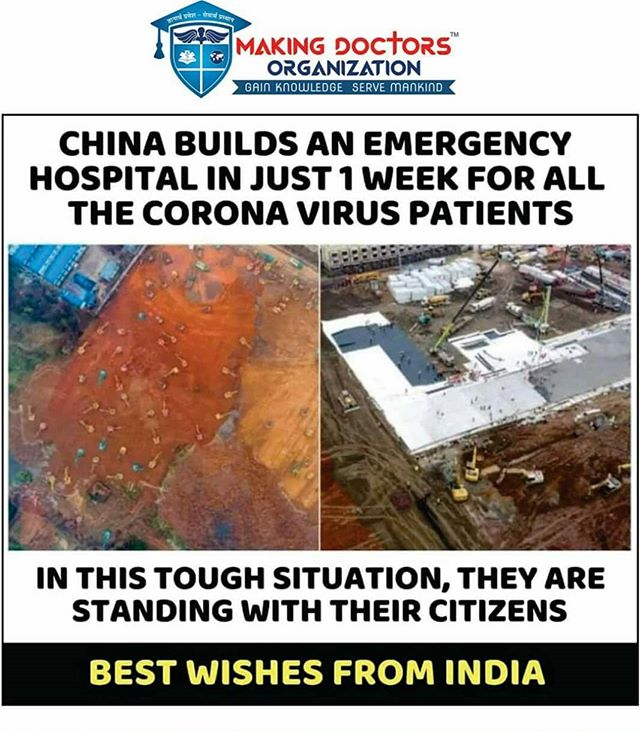 ज्ञानार्थ प्रवेश - सेवार्थ प्रस्थान
MAKING DOCTORS™
ORGANIZATION
GAIN KNOWLEDGE SERVE MANKIND
CHINA BUILDS AN EMERGENCY
HOSPITAL IN JUST 1 WEEK FOR ALL
THE CORONA VIRUS PATIENTS
IN THIS TOUGH SITUATION, THEY ARE
STANDING WITH THEIR CITIZENS
BEST WISHES FROM INDIA